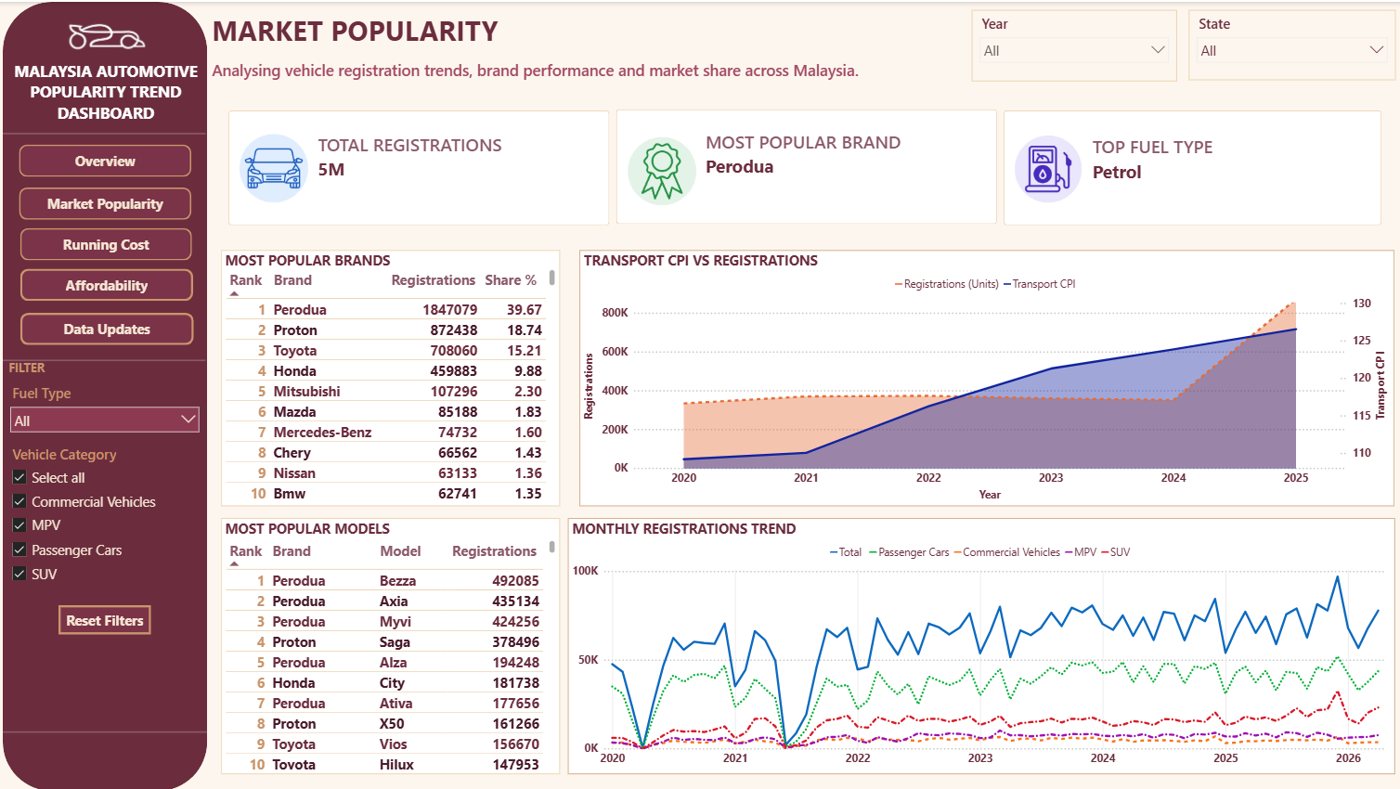 MALAYSIA AUTOMOTIVE
POPULARITY TREND
DASHBOARD
Overview
Market Popularity
Running Cost
Affordability
Data Updates
FILTER
Fuel Type
All
Vehicle Category
Select all
Commercial Vehicles
MPV
Passenger Cars
SUV
Reset Filters
MARKET POPULARITY
Analysing vehicle registration trends, brand performance and market share across Malaysia.
Year
All
State
All
TOTAL REGISTRATIONS
5M
MOST POPULAR BRAND
Perodua
TOP FUEL TYPE
Petrol
MOST POPULAR BRANDS
Rank Brand Registrations Share %
1 Perodua 1847079 39.67
2 Proton 872438 18.74
3 Toyota 708060 15.21
4 Honda 459883 9.88
5 Mitsubishi 107296 2.30
6 Mazda 85188 1.83
7 Mercedes-Benz 74732 1.60
8 Chery 66562 1.43
9 Nissan 63133 1.36
10 Bmw 62741 1.35
TRANSPORT CPI VS REGISTRATIONS
Registrations (Units) Transport CPI
800K
600K
400K
200K
0K
Registrations
130
125
120
115
110
Transport CPI
2020 2021 2022 2023 2024 2025
Year
MOST POPULAR MODELS
Rank Brand Model Registrations
1 Perodua Bezza 492085
2 Perodua Axia 435134
3 Perodua Myvi 424256
4 Proton Saga 378496
5 Perodua Alza 194248
6 Honda City 181738
7 Perodua Ativa 177656
8 Proton X50 161266
9 Toyota Vios 156670
10 Toyota Hilux 147953
MONTHLY REGISTRATIONS TREND
Total Passenger Cars Commercial Vehicles MPV SUV
100K
50K
0K
2020 2021 2022 2023 2024 2025 2026